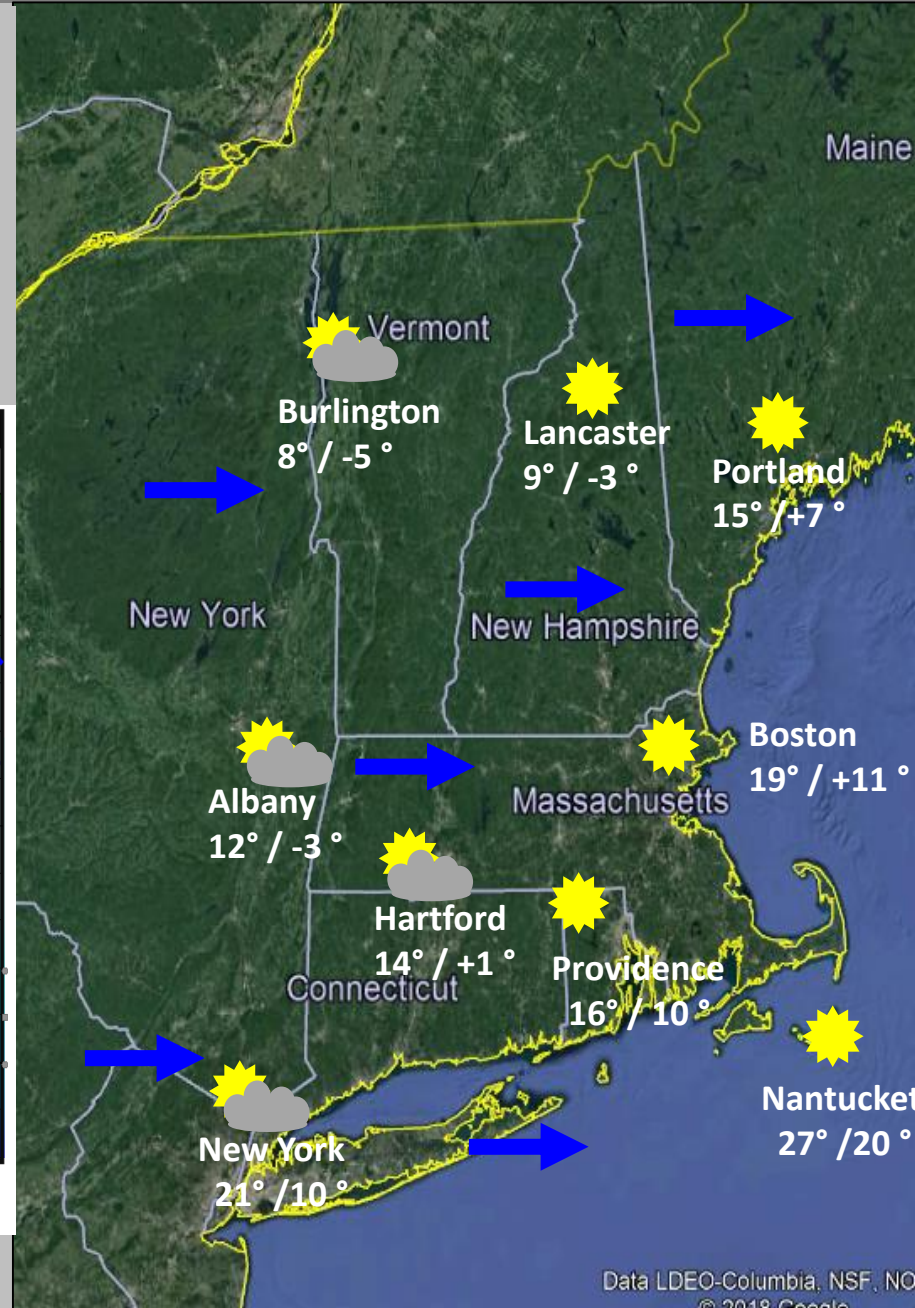 Maine
Vermont
Burlington
8° / -5 °
Lancaster
9° / -3 °
Portland
15° /+7 °
New York
New Hampshire
Boston
19° / +11 °
Albany
12° / -3 °
Massachusetts
Hartford
14° / +1 °
Connecticut
Providence
16° / 10 °
Nantucket
27° /20 °
New York
21° /10 °
Data LDEO-Columbia, NSF, NO
© 2018 Google